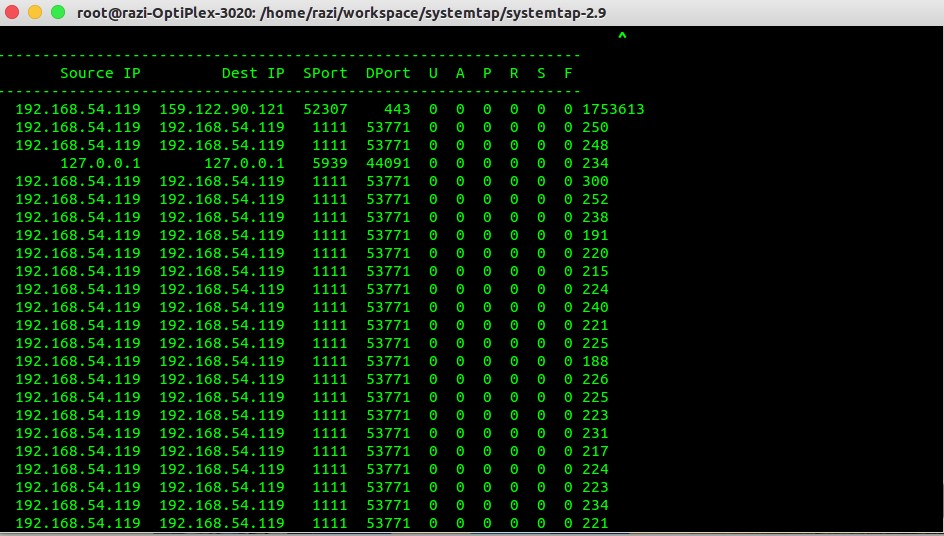 root@razi-OptiPlex-3020: /home/razi/workspace/systemtap/systemtap-2.9
^
-----------------------------------------------------------------
Source IP Dest IP SPort DPort U A P R S F
-----------------------------------------------------------------
192.168.54.119 159.122.90.121 52307 443 0 0 0 0 0 0 1753613
192.168.54.119 192.168.54.119 1111 53771 0 0 0 0 0 0 250
192.168.54.119 192.168.54.119 1111 53771 0 0 0 0 0 0 248
127.0.0.1 127.0.0.1 5939 44091 0 0 0 0 0 0 234
192.168.54.119 192.168.54.119 1111 53771 0 0 0 0 0 0 300
192.168.54.119 192.168.54.119 1111 53771 0 0 0 0 0 0 252
192.168.54.119 192.168.54.119 1111 53771 0 0 0 0 0 0 238
192.168.54.119 192.168.54.119 1111 53771 0 0 0 0 0 0 191
192.168.54.119 192.168.54.119 1111 53771 0 0 0 0 0 0 220
192.168.54.119 192.168.54.119 1111 53771 0 0 0 0 0 0 215
192.168.54.119 192.168.54.119 1111 53771 0 0 0 0 0 0 224
192.168.54.119 192.168.54.119 1111 53771 0 0 0 0 0 0 240
192.168.54.119 192.168.54.119 1111 53771 0 0 0 0 0 0 221
192.168.54.119 192.168.54.119 1111 53771 0 0 0 0 0 0 225
192.168.54.119 192.168.54.119 1111 53771 0 0 0 0 0 0 188
192.168.54.119 192.168.54.119 1111 53771 0 0 0 0 0 0 226
192.168.54.119 192.168.54.119 1111 53771 0 0 0 0 0 0 225
192.168.54.119 192.168.54.119 1111 53771 0 0 0 0 0 0 223
192.168.54.119 192.168.54.119 1111 53771 0 0 0 0 0 0 231
192.168.54.119 192.168.54.119 1111 53771 0 0 0 0 0 0 217
192.168.54.119 192.168.54.119 1111 53771 0 0 0 0 0 0 224
192.168.54.119 192.168.54.119 1111 53771 0 0 0 0 0 0 223
192.168.54.119 192.168.54.119 1111 53771 0 0 0 0 0 0 234
192.168.54.119 192.168.54.119 1111 53771 0 0 0 0 0 0 221